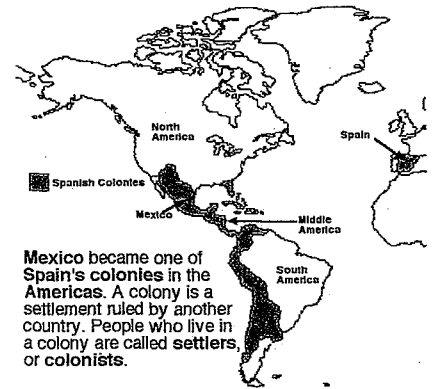 North
America
Spain
Spanish Colonies
Mexico
Middle
America
South
America
Mexico became one of
Spain's colonies in the
Americas. A colony is a
settlement ruled by another
country. People who live in
a colony are called settlers,
or colonists.